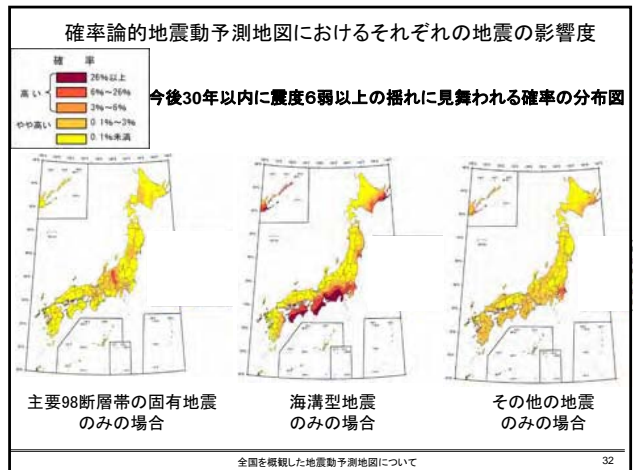 確率論的地震動予測地図におけるそれぞれの地震の影響度
確 率
高い
26%以上
6%~26%
3%~6%
やや高い
0.1%~3%
0.1%未満
今後30年以内に震度6弱以上の揺れに見舞われる確率の分布図
主要98断層帯の固有地震
のみの場合
海溝型地震
のみの場合
その他の地震
のみの場合
全国を概観した地震動予測地図について
32